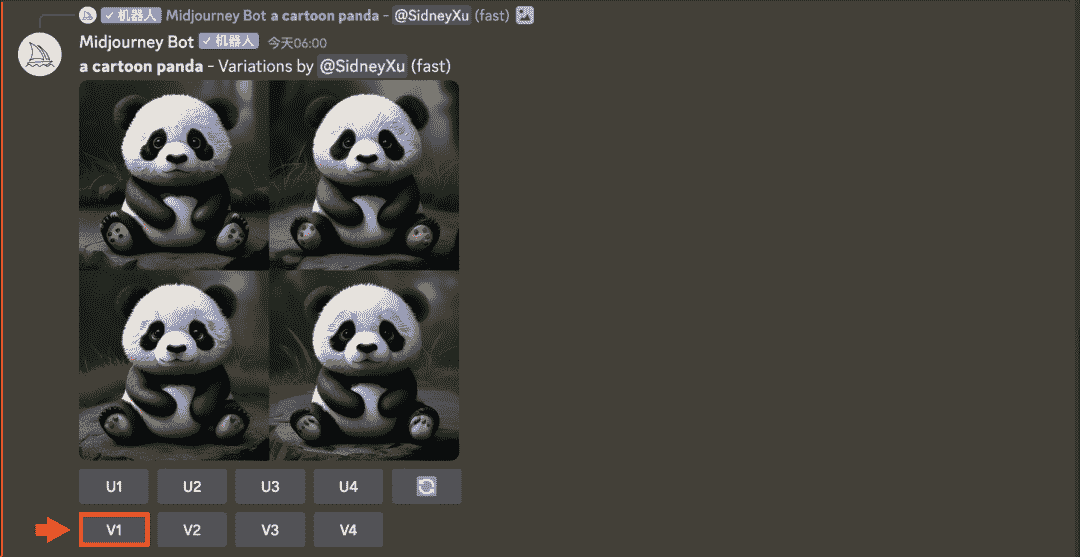 ✓机器人 Midjourney Bot a cartoon panda - @SidneyXu (fast)
Midjourney Bot ✓机器人 今天06:00
a cartoon panda - Variations by @SidneyXu (fast)
U1 U2 U3 U4
V1 V2 V3 V4